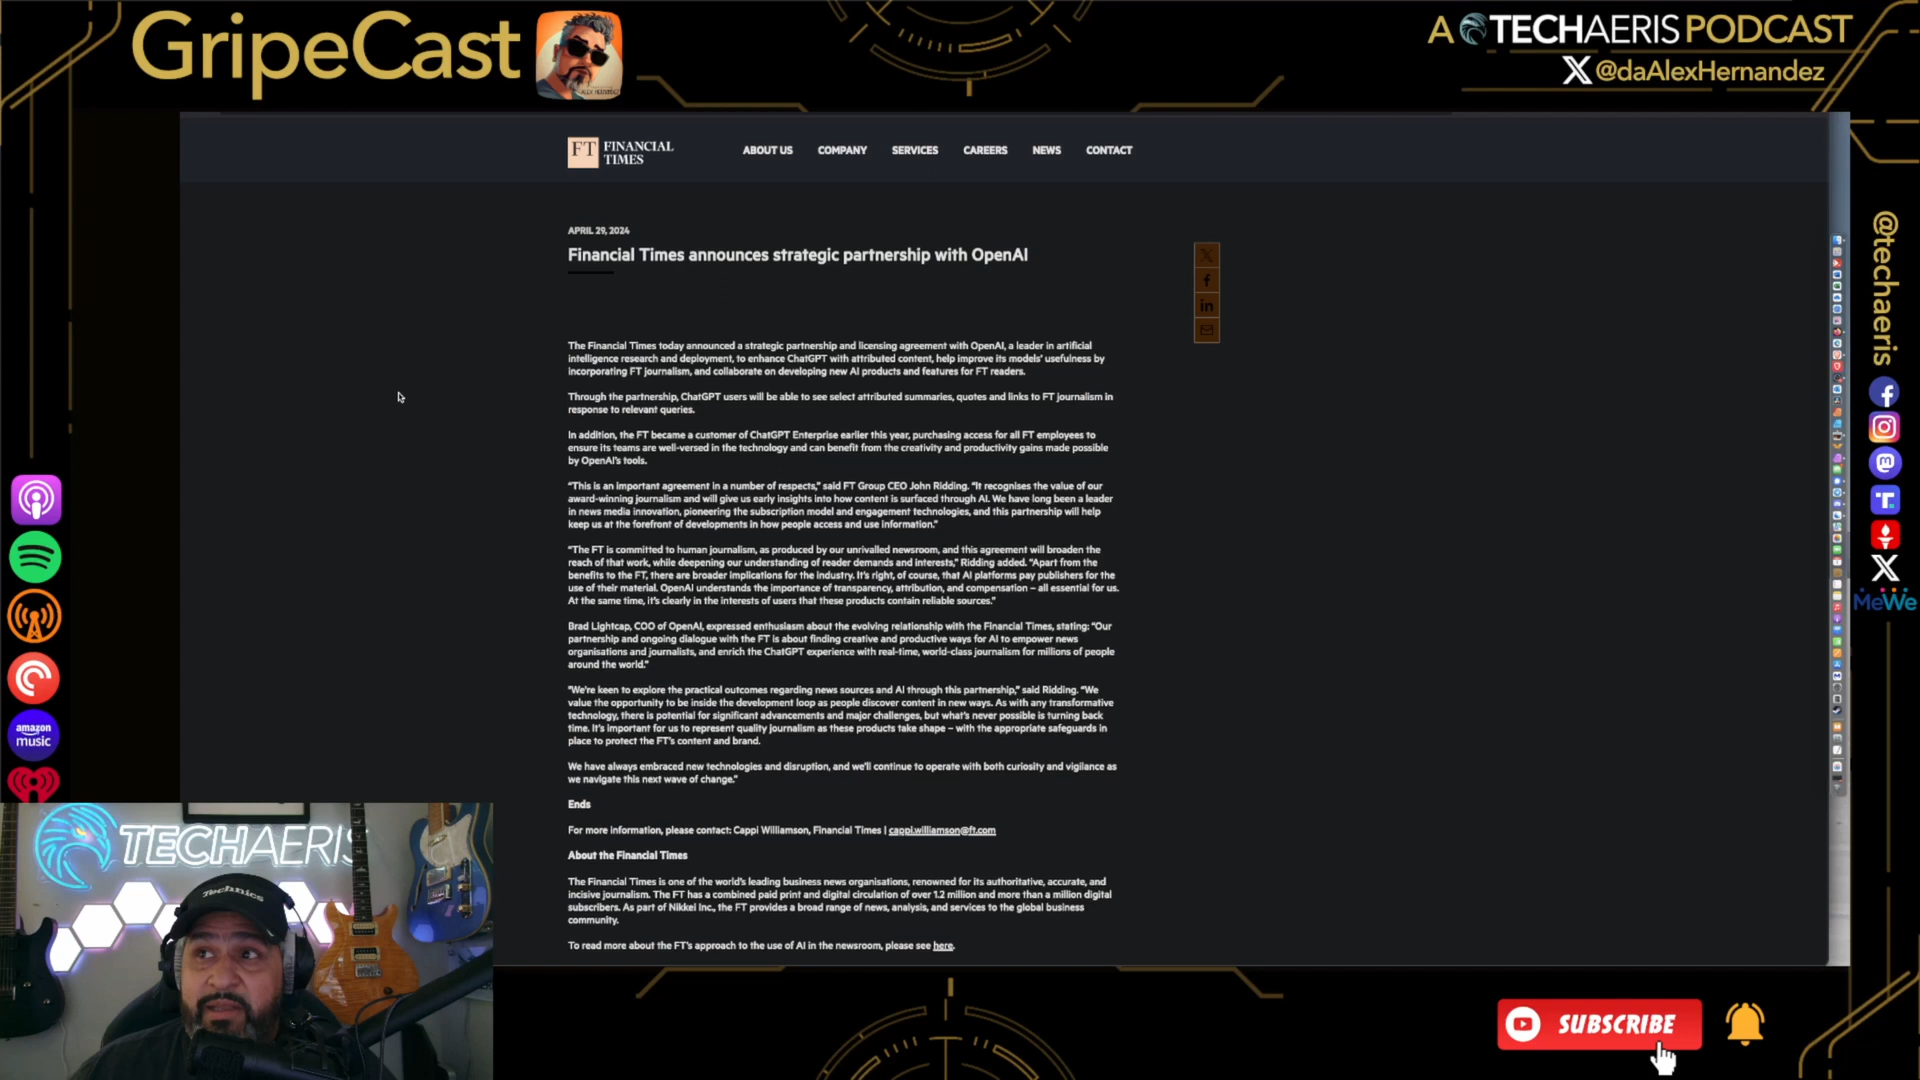 GripeCast
ALEX HERNANDEZ
A TECHAERIS PODCAST
X @daAlexHernandez
FT FINANCIAL
TIMES
ABOUT US COMPANY SERVICES CAREERS NEWS CONTACT
APRIL 29, 2024
Financial Times announces strategic partnership with OpenAI
The Financial Times today announced a strategic partnership and licensing agreement with OpenAI, a leader in artificial
intelligence research and deployment, to enhance ChatGPT with attributed content, help improve its models' usefulness by
incorporating FT journalism, and collaborate on developing new AI products and features for FT readers.
Through the partnership, ChatGPT users will be able to see select attributed summaries, quotes and links to FT journalism in
response to relevant queries.
In addition, the FT became a customer of ChatGPT Enterprise earlier this year, purchasing access for all FT employees to
ensure its teams are well-versed in the technology and can benefit from the creativity and productivity gains made possible
by OpenAI's tools.
"This is an important agreement in a number of respects," said FT Group CEO John Ridding. "It recognises the value of our
award-winning journalism and will give us early insights into how content is surfaced through AI. We have long been a leader
in news media innovation, pioneering the subscription model and engagement technologies, and this partnership will help
keep us at the forefront of developments in how people access and use information."
"The FT is committed to human journalism, as produced by our unrivalled newsroom, and this agreement will broaden the
reach of that work, while deepening our understanding of reader demands and interests," Ridding added. "Apart from the
benefits to the FT, there are broader implications for the industry. It's right, of course, that AI platforms pay publishers for the
use of their material. OpenAI understands the importance of transparency, attribution, and compensation – all essential for us.
At the same time, it's clearly in the interests of users that these products contain reliable sources."
Brad Lightcap, COO of OpenAI, expressed enthusiasm about the evolving relationship with the Financial Times, stating: "Our
partnership and ongoing dialogue with the FT is about finding creative and productive ways for AI to empower news
organisations and journalists, and enrich the ChatGPT experience with real-time, world-class journalism for millions of people
around the world."
"We're keen to explore the practical outcomes regarding news sources and AI through this partnership," said Ridding. "We
value the opportunity to be inside the development loop as people discover content in new ways. As with any transformative
technology, there is potential for significant advancements and major challenges, but what's never possible is turning back
time. It's important for us to represent quality journalism as these products take shape – with the appropriate safeguards in
place to protect the FT's content and brand.
We have always embraced new technologies and disruption, and we'll continue to operate with both curiosity and vigilance as
we navigate this next wave of change."
Ends
For more information, please contact: Cappi Williamson, Financial Times | cappi.williamson@ft.com
About the Financial Times
The Financial Times is one of the world's leading business news organisations, renowned for its authoritative, accurate, and
incisive journalism. The FT has a combined paid print and digital circulation of over 1.2 million and more than a million digital
subscribers. As part of Nikkei Inc., the FT provides a broad range of news, analysis, and services to the global business
community.
To read more about the FT's approach to the use of AI in the newsroom, please see here.
@techaeris
MeWe
amazon
music
TECHAERIS
Technics
SUBSCRIBE